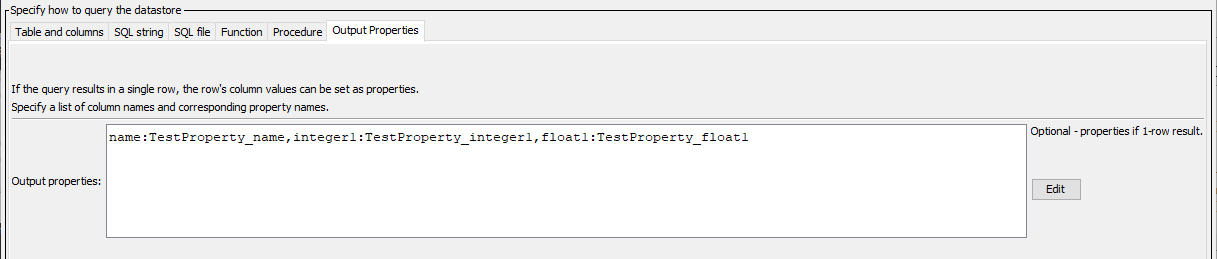 Specify how to query the datastore
Table and columns SQL string SQL file Function Procedure Output Properties
If the query results in a single row, the row's column values can be set as properties.
Specify a list of column names and corresponding property names.
name:TestProperty_name,integer1:TestProperty_integer1,float1:TestProperty_float1
Optional - properties if 1-row result.
Output properties:
Edit